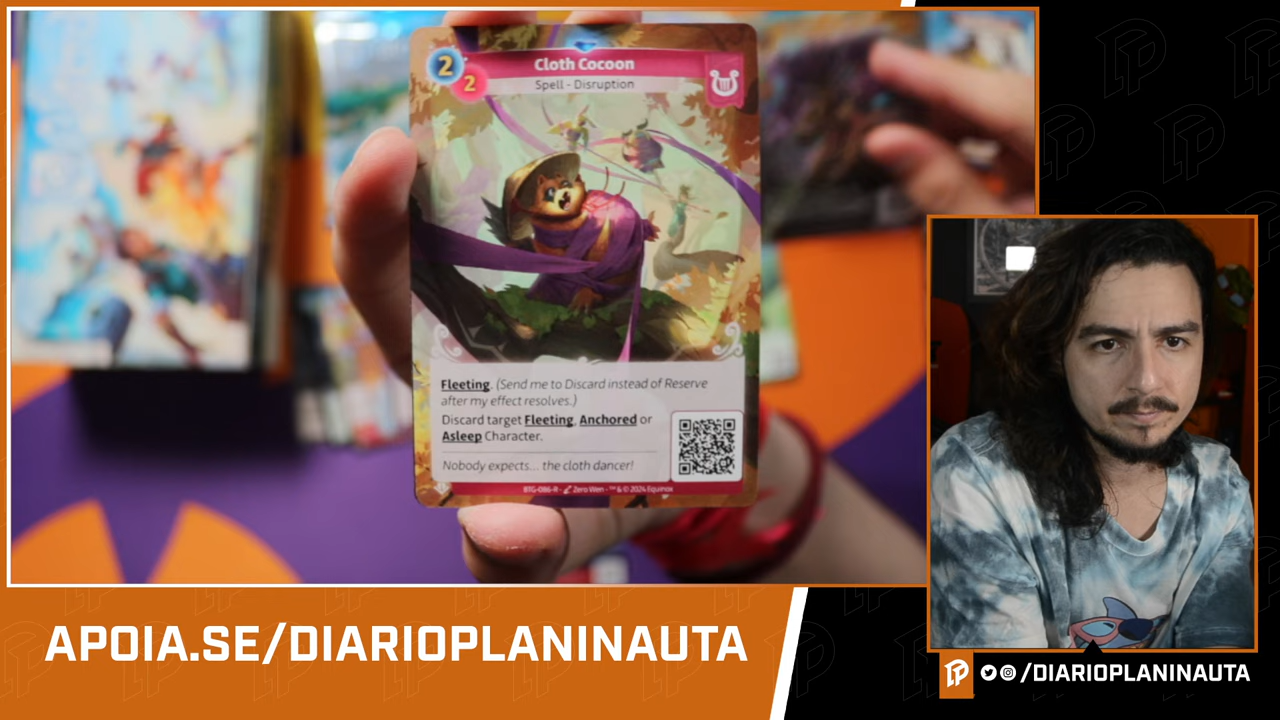 2
2
Cloth Cocoon
Spell - Disruption
Fleeting. (Send me to Discard instead of Reserve
after my effect resolves.)
Discard target Fleeting, Anchored or
Asleep Character.
Nobody expects... the cloth dancer!
BTG-086-R - Zero Wen - ™ & © 2024 Equinox
APOIA.SE/DIARIOPLANINAUTA
/DIARIOPLANINAUTA